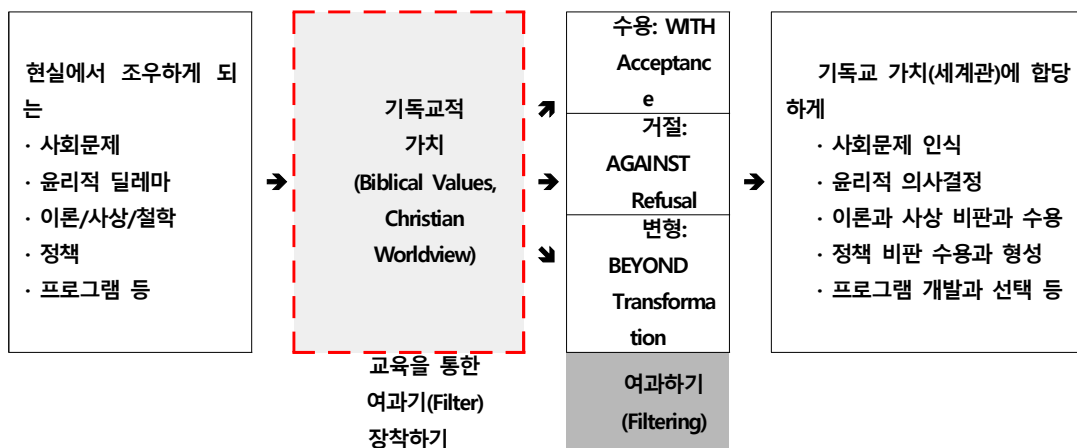 현실에서 조우하게 되
는
· 사회문제
· 윤리적 딜레마
· 이론/사상/철학
· 정책
· 프로그램 등
➔
기독교적
가치
(Biblical Values,
Christian
Worldview)
교육을 통한
여과기(Filter)
장착하기
➔
➔
➔
수용: WITH
Acceptanc
e
거절:
AGAINST
Refusal
변형:
BEYOND
Transforma
tion
여과하기
(Filtering)
➔
기독교 가치(세계관)에 합당
하게
· 사회문제 인식
· 윤리적 의사결정
· 이론과 사상 비판과 수용
· 정책 비판 수용과 형성
· 프로그램 개발과 선택 등